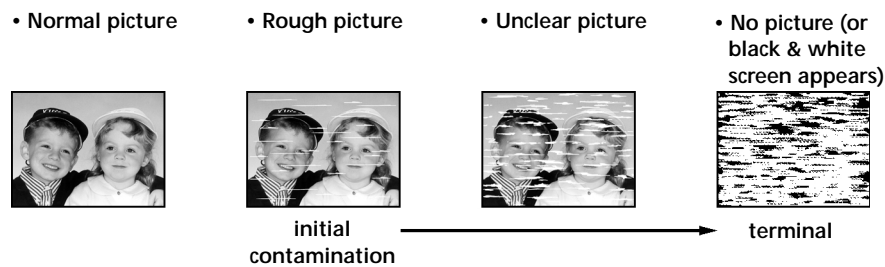 • Normal picture
• Rough picture
• Unclear picture
• No picture (or
black & white
screen appears)
initial
contamination
terminal